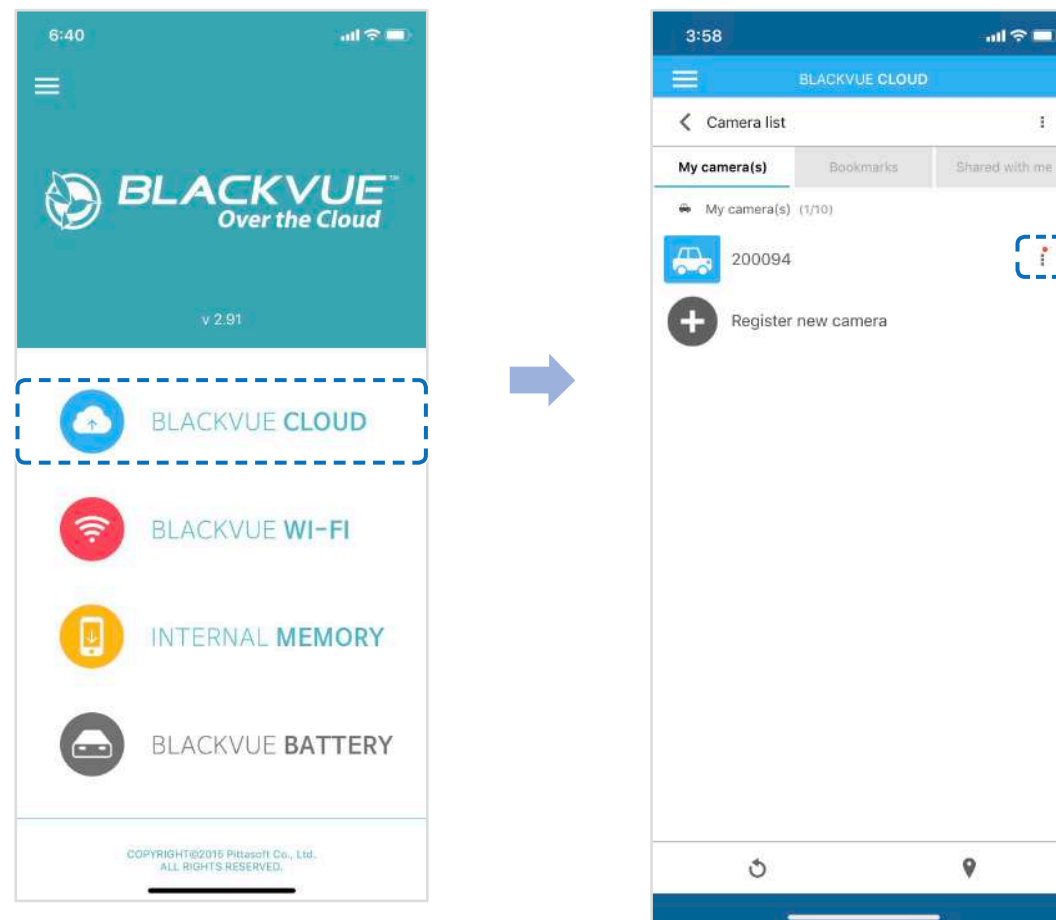 6:40
BLACKVUE™
Over the Cloud
v 2.91
BLACKVUE CLOUD
BLACKVUE WI-FI
INTERNAL MEMORY
BLACKVUE BATTERY
COPYRIGHT©2015 Pittasoft Co., Ltd.
ALL RIGHTS RESERVED.
3:58
BLACKVUE CLOUD
Camera list
My camera(s) Bookmarks Shared with me
My camera(s) (1/10)
200094
Register new camera